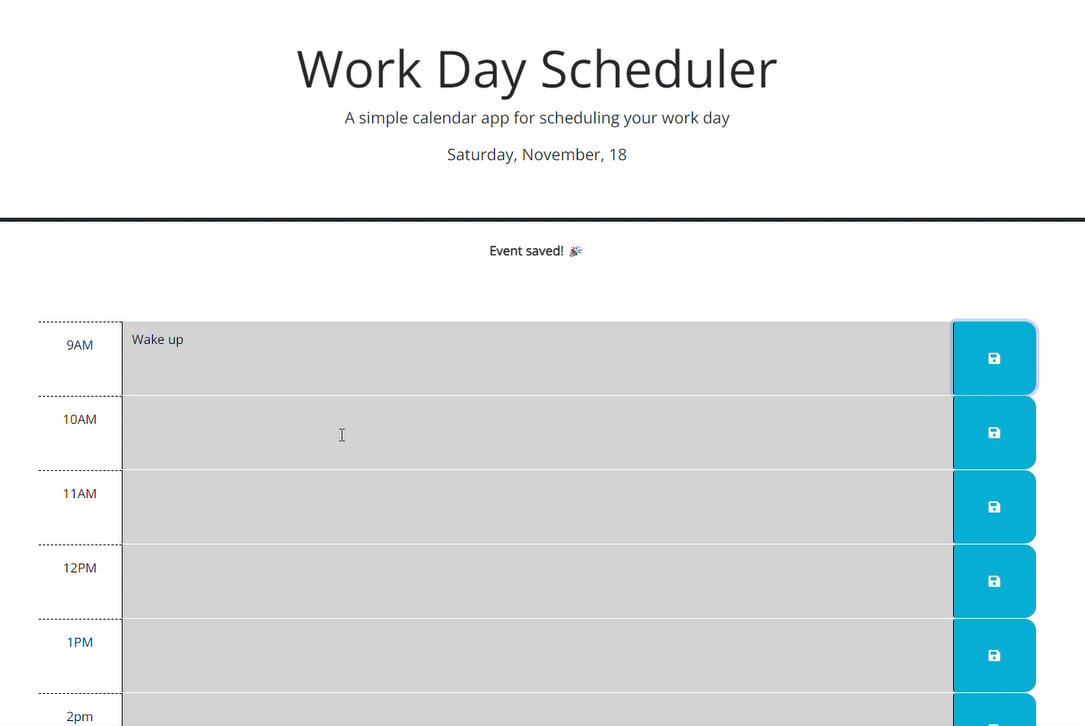 Work Day Scheduler
A simple calendar app for scheduling your work day
Saturday, November, 18
Event saved! 🎉
9AM
Wake up
10AM
11AM
12PM
1PM
2pm